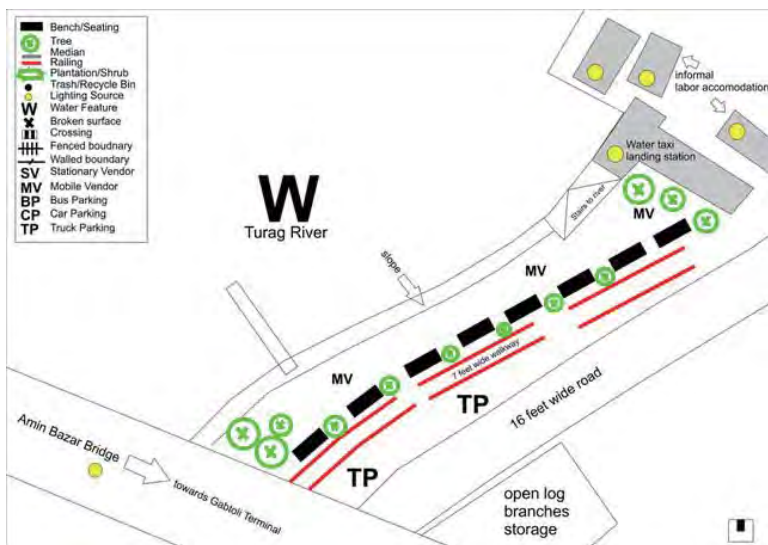 Bench/Seating
Tree
Median
Railing
Plantation/Shrub
Trash/Recycle Bin
Lighting Source
W Water Feature
Broken surface
Crossing
Fenced boudnary
Walled boundary
SV Stationary Vendor
MV Mobile Vendor
BP Bus Parking
CP Car Parking
TP Truck Parking
informal
labor accomodation
Water taxi
landing station
Stairs to river
W
Turag River
MV
slope
MV
MV
7 feet wide walkway
TP
16 feet wide road
TP
Amin Bazar Bridge
towards Gabtoli Terminal
open log
branches
storage